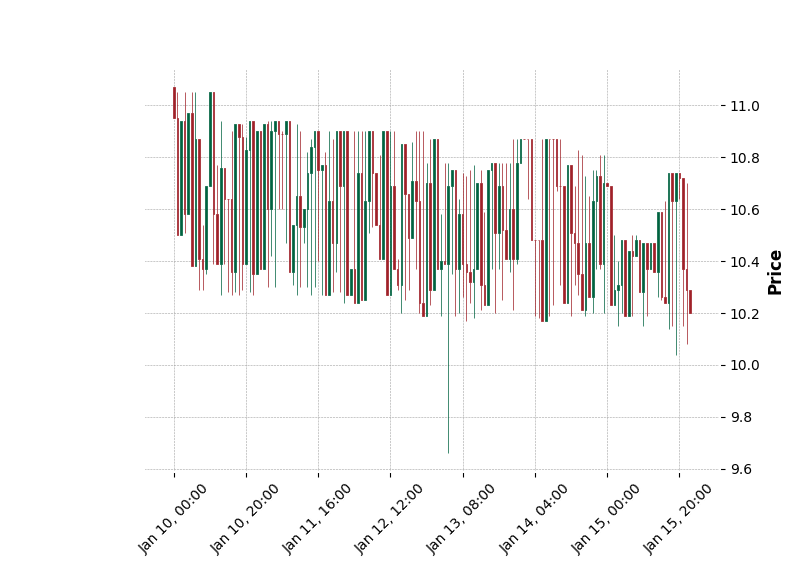 11.0
10.8
10.6
10.4
10.2
10.0
9.8
9.6
Price
Jan 10, 00:00
Jan 10, 20:00
Jan 11, 16:00
Jan 12, 12:00
Jan 13, 08:00
Jan 14, 04:00
Jan 15, 00:00
Jan 15, 20:00